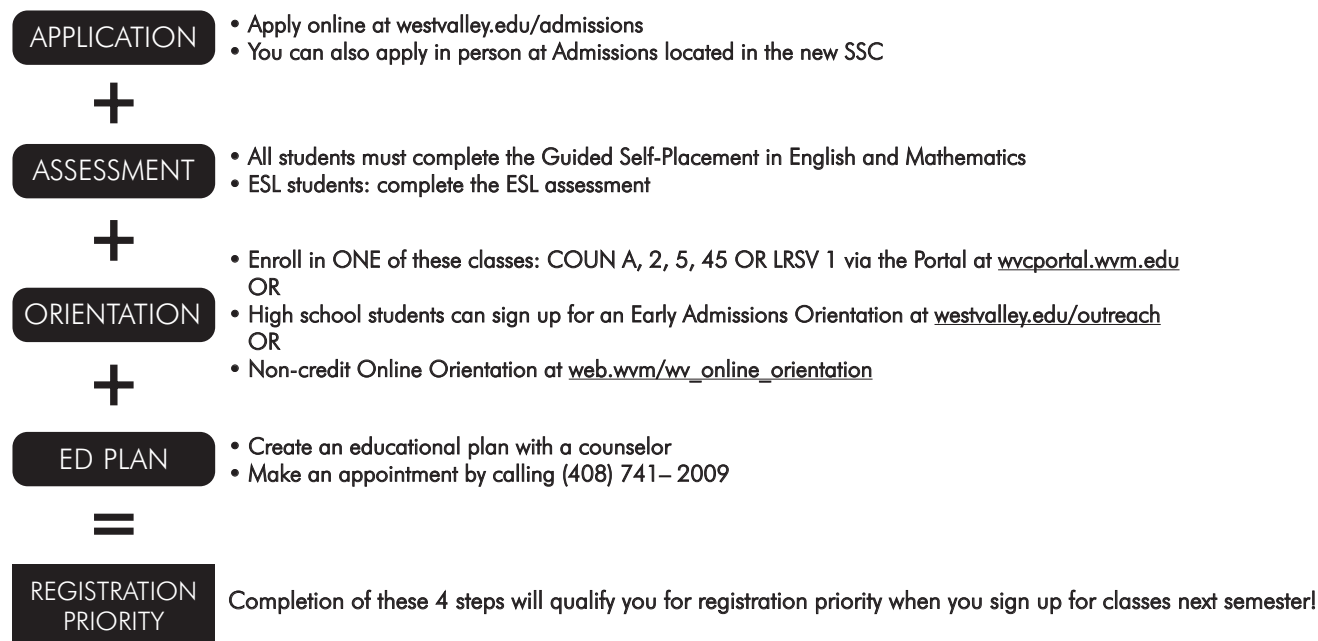 APPLICATION
• Apply online at westvalley.edu/admissions
• You can also apply in person at Admissions located in the new SSC
+
ASSESSMENT
• All students must complete the Guided Self-Placement in English and Mathematics
• ESL students: complete the ESL assessment
+
ORIENTATION
• Enroll in ONE of these classes: COUN A, 2, 5, 45 OR LRSV 1 via the Portal at wvcportal.wvm.edu
OR
• High school students can sign up for an Early Admissions Orientation at westvalley.edu/outreach
OR
• Non-credit Online Orientation at web.wvm/wv_online_orientation
+
ED PLAN
• Create an educational plan with a counselor
• Make an appointment by calling (408) 741– 2009
=
REGISTRATION
PRIORITY
Completion of these 4 steps will qualify you for registration priority when you sign up for classes next semester!